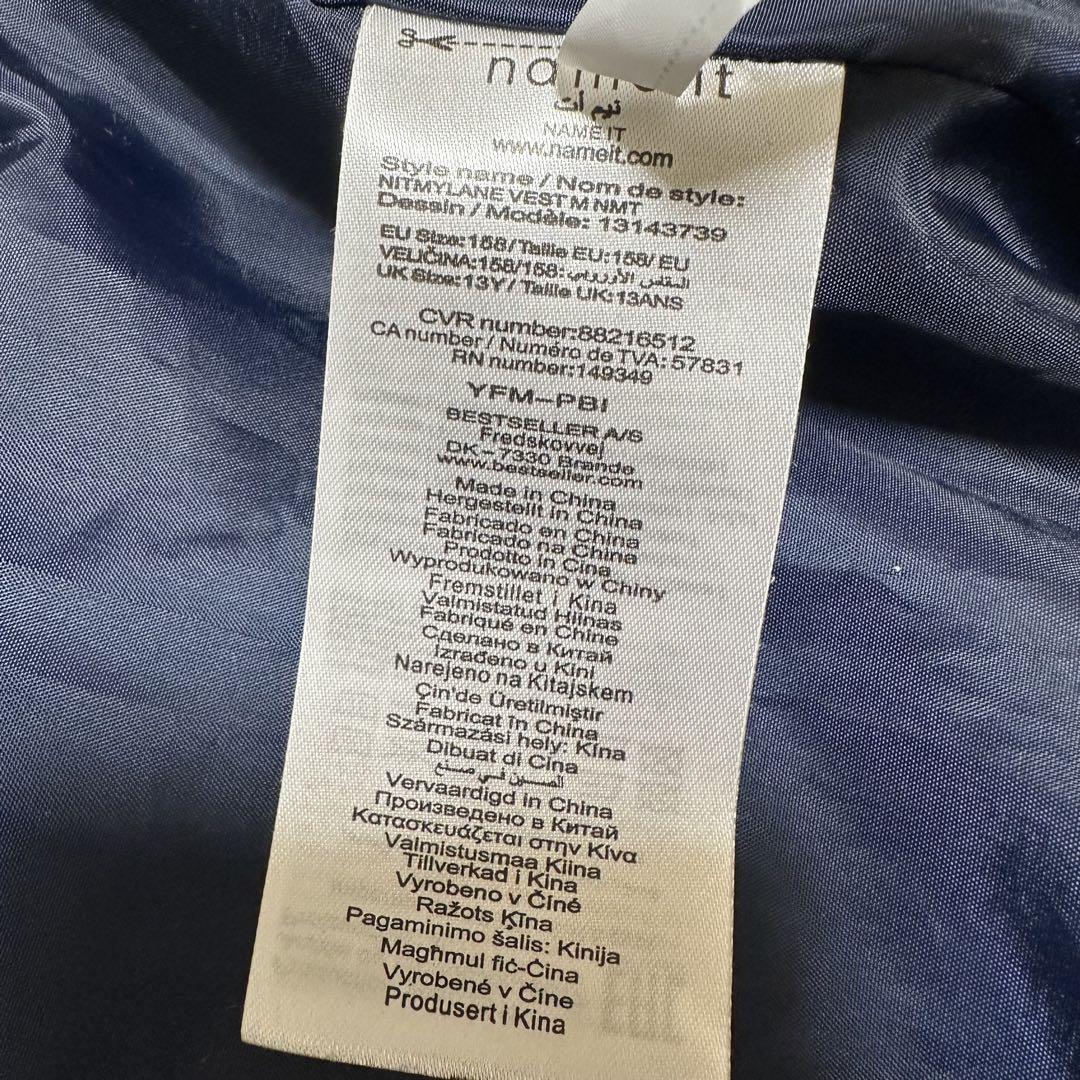 name it
نيم أت
NAME IT
www.nameit.com
Style name / Nom de style:
NITMYLANE VEST M NMT
Dessin / Modèle: 13143739
EU Size:158/Taille EU:158/ EU
VELIČINA:158/158:المقاس الأوروبي
UK Size:13Y/ Taille UK:13ANS
CVR number:88216512
CA number / Numéro de TVA: 57831
RN number:149349
YFM-PBI
BESTSELLER A/S
Fredskovvej
DK - 7330 Brande
www.bestseller.com
Made in China
Hergestellt in China
Fabricado en China
Fabricado na China
Prodotto in Cina
Wyprodukowano w Chiny
Fremstillet i Kina
Valmistatud Hiinas
Fabriqué en Chine
Сделано в Китай
Izrađeno u Kini
Narejeno na Kitajskem
Çin'de Üretilmiştir
Fabricat în China
Származási hely: Kína
Dibuat di Cina
الصين في صنع
Vervaardigd in China
Произведено в Китай
Κατασκευάζεται στην Κίνα
Valmistusmaa Kiina
Tillverkad i Kina
Vyrobeno v Číně
Ražots Ķīna
Pagaminimo šalis: Kinija
Magħmul fiċ-Ċina
Vyrobené v Číne
Produsert i Kina